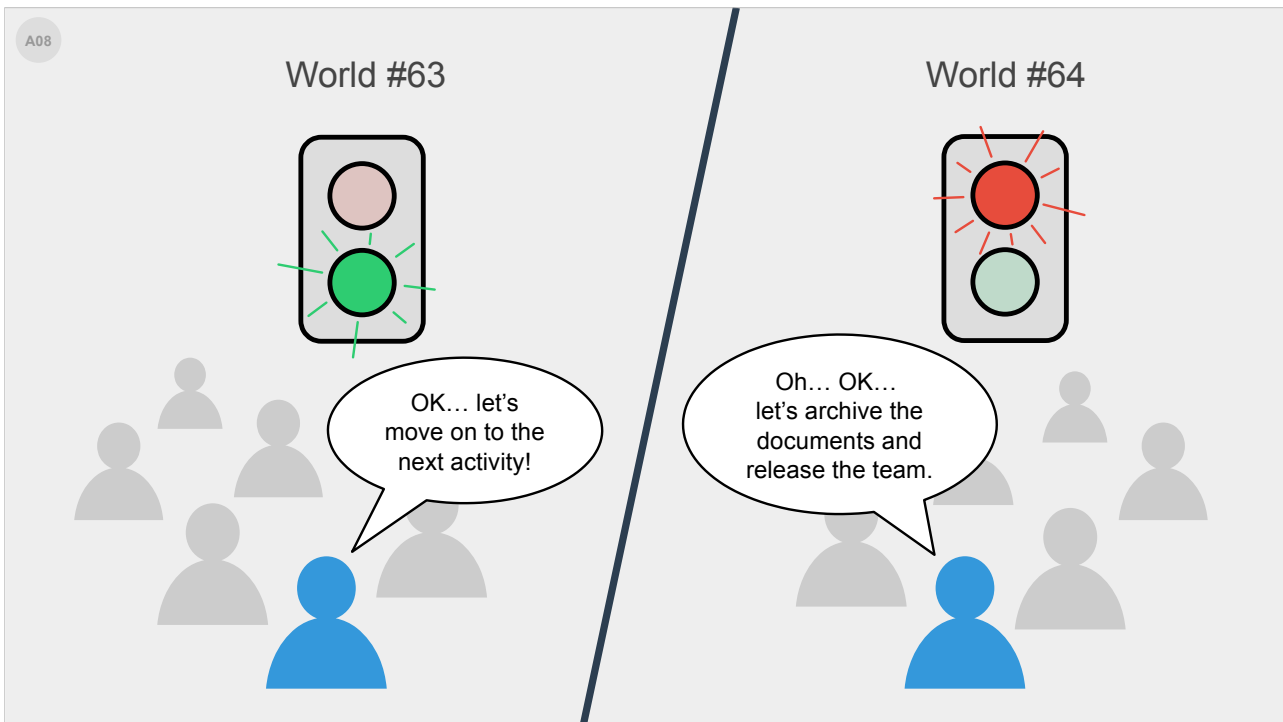 A08
World #63
World #64
OK… let’s
move on to the
next activity!
Oh… OK…
let’s archive the
documents and
release the team.